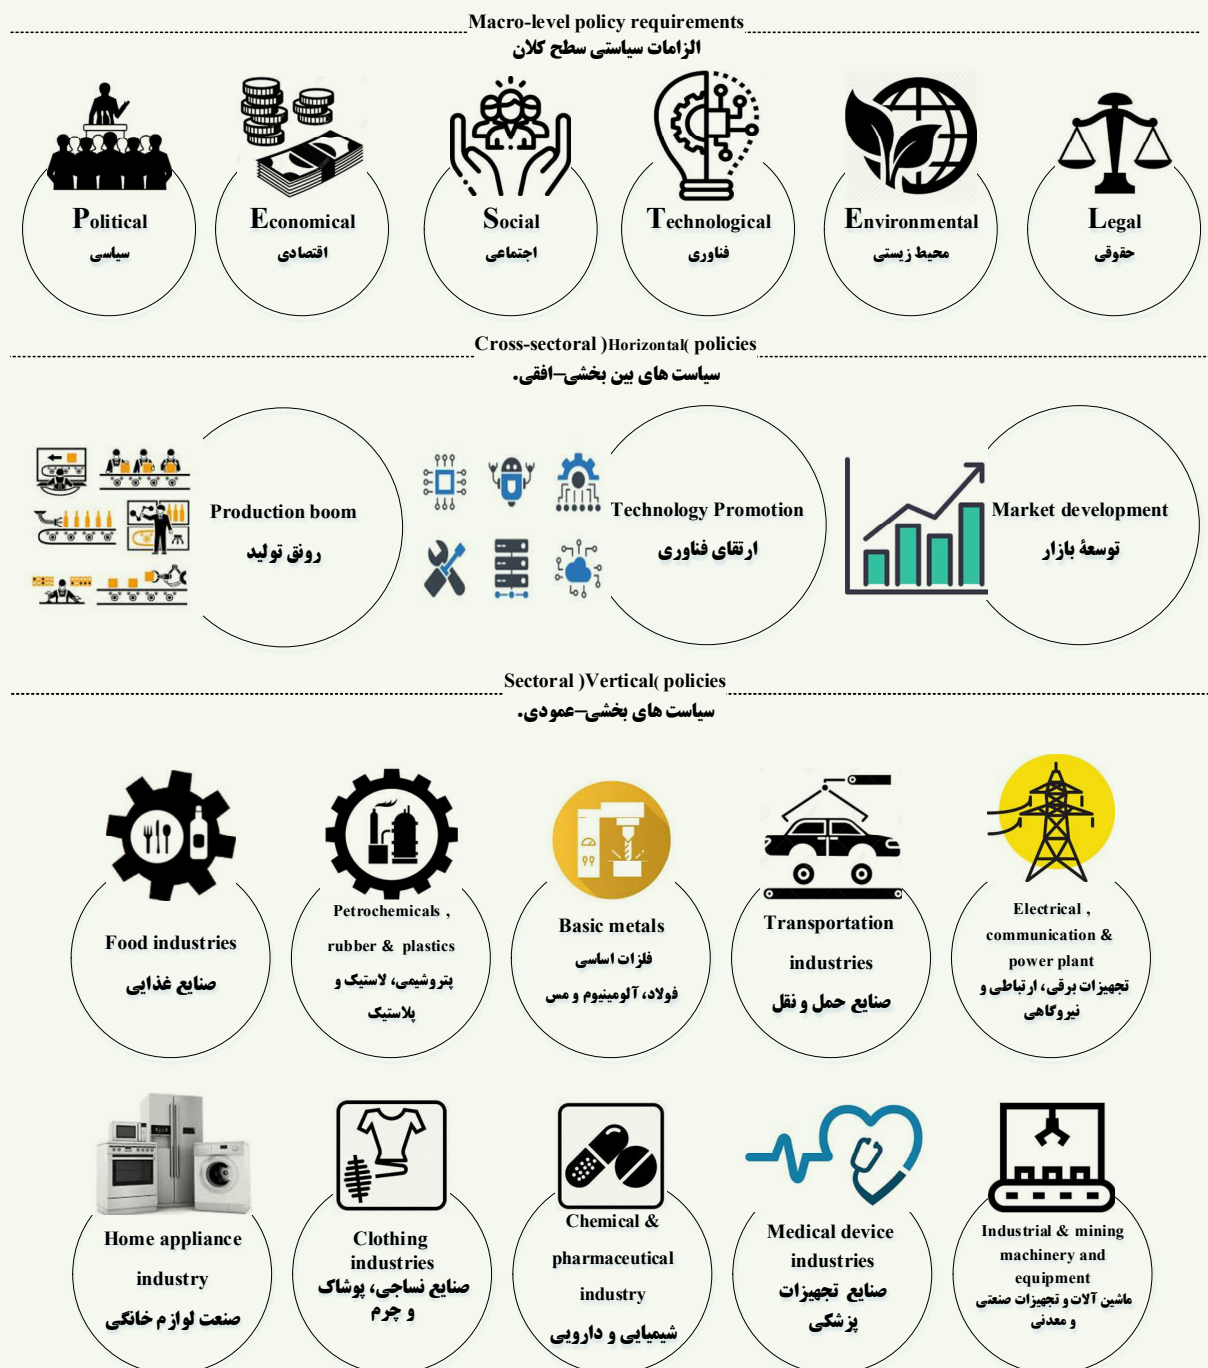 Macro-level policy requirements
الزامات سیاستی سطح کلان
Political
سیاسی
Economical
اقتصادی
Social
اجتماعی
Technological
فناوری
Environmental
محیط زیستی
Legal
حقوقی
Cross-sectoral )Horizontal( policies
سیاست های بین بخشی-افقی.
Production boom
رونق تولید
Technology Promotion
ارتقای فناوری
Market development
توسعهٔ بازار
Sectoral )Vertical( policies
سیاست های بخشی-عمودی.
Food industries
صنایع غذایی
Petrochemicals ,
rubber & plastics
پتروشیمی، لاستیک و
پلاستیک
Basic metals
فلزات اساسی
فولاد، آلومینیوم و مس
Transportation
industries
صنایع حمل و نقل
Electrical ,
communication &
power plant
تجهیزات برقی، ارتباطی و
نیروگاهی
Home appliance
industry
صنعت لوازم خانگی
Clothing
industries
صنایع نساجی، پوشاک
و چرم
Chemical &
pharmaceutical
industry
شیمیایی و دارویی
Medical device
industries
صنایع تجهیزات
پزشکی
Industrial & mining
machinery and
equipment
ماشین آلات و تجهیزات صنعتی
و معدنی